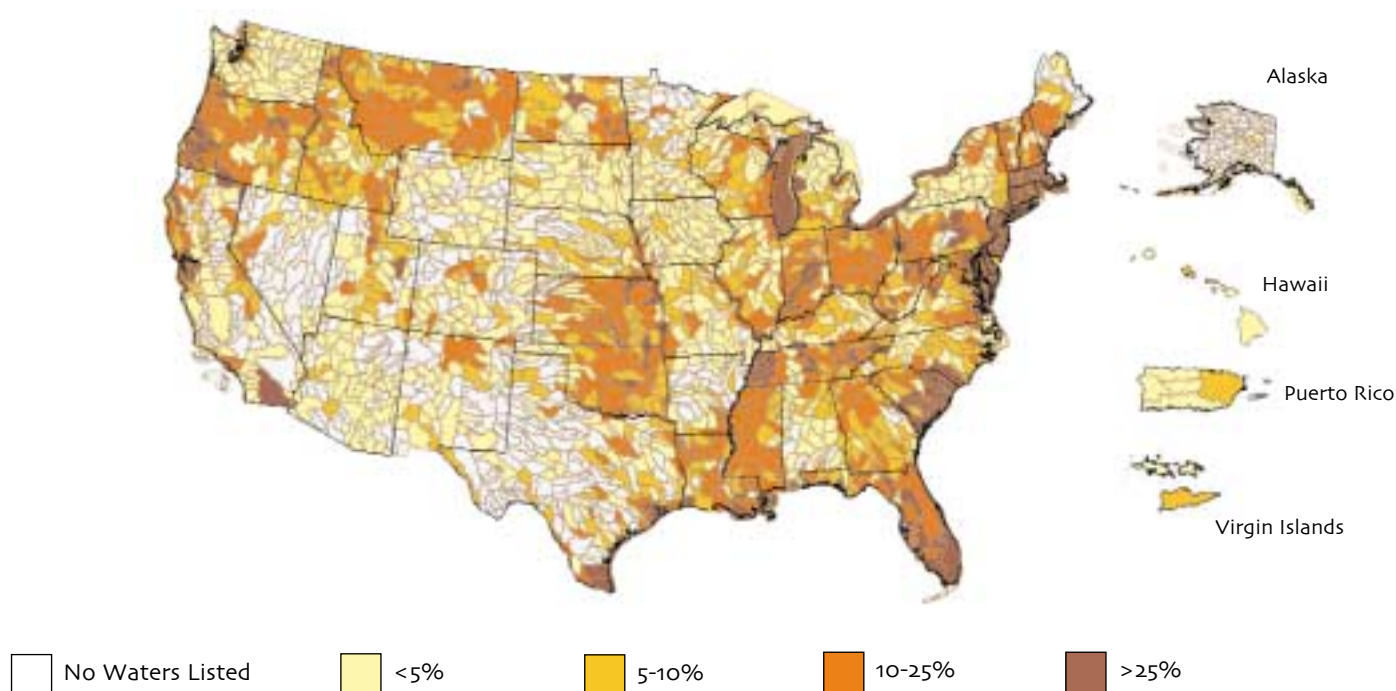 Alaska
Hawaii
Puerto Rico
Virgin Islands
No Waters Listed <5% 5-10% 10-25% >25%